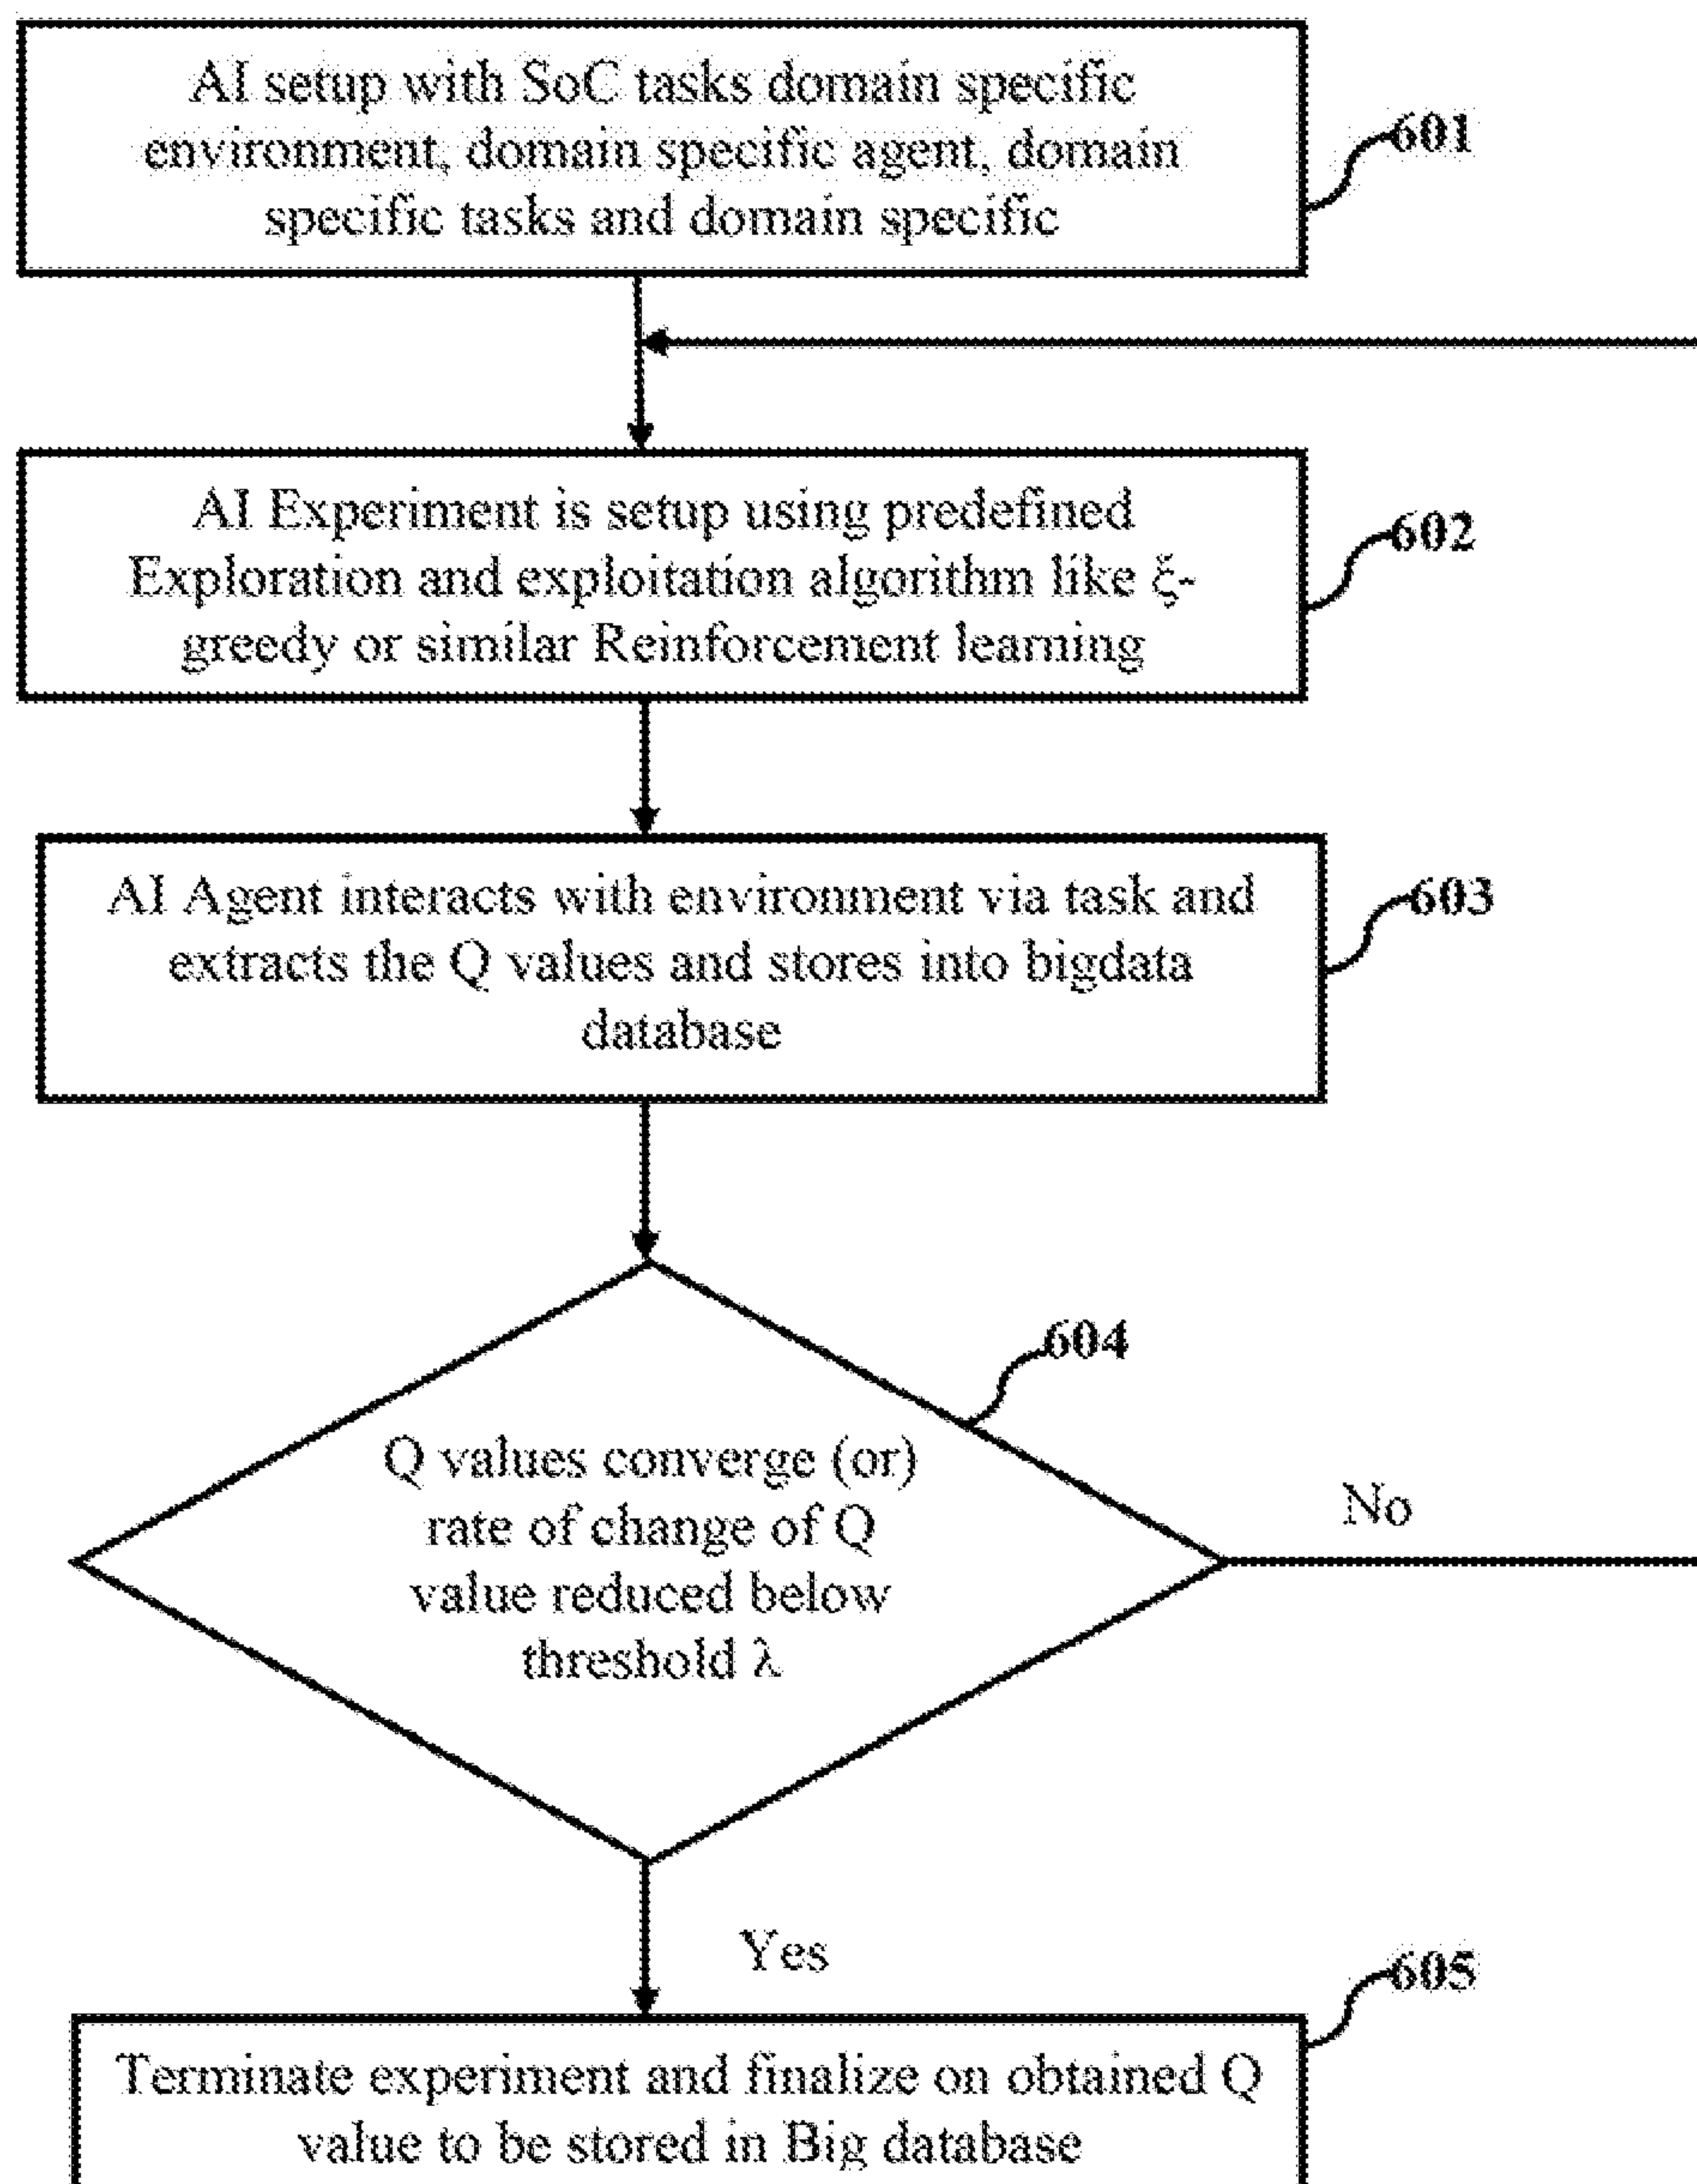 AI setup with SoC tasks domain specific
environment, domain specific agent, domain
specific tasks and domain specific
601
AI Experiment is setup using predefined
Exploration and exploitation algorithm like ξ-
greedy or similar Reinforcement learning
602
AI Agent interacts with environment via task and
extracts the Q values and stores into bigdata
database
603
604
Q values converge (or)
rate of change of Q
value reduced below
threshold λ
No
Yes
605
Terminate experiment and finalize on obtained Q
value to be stored in Big database